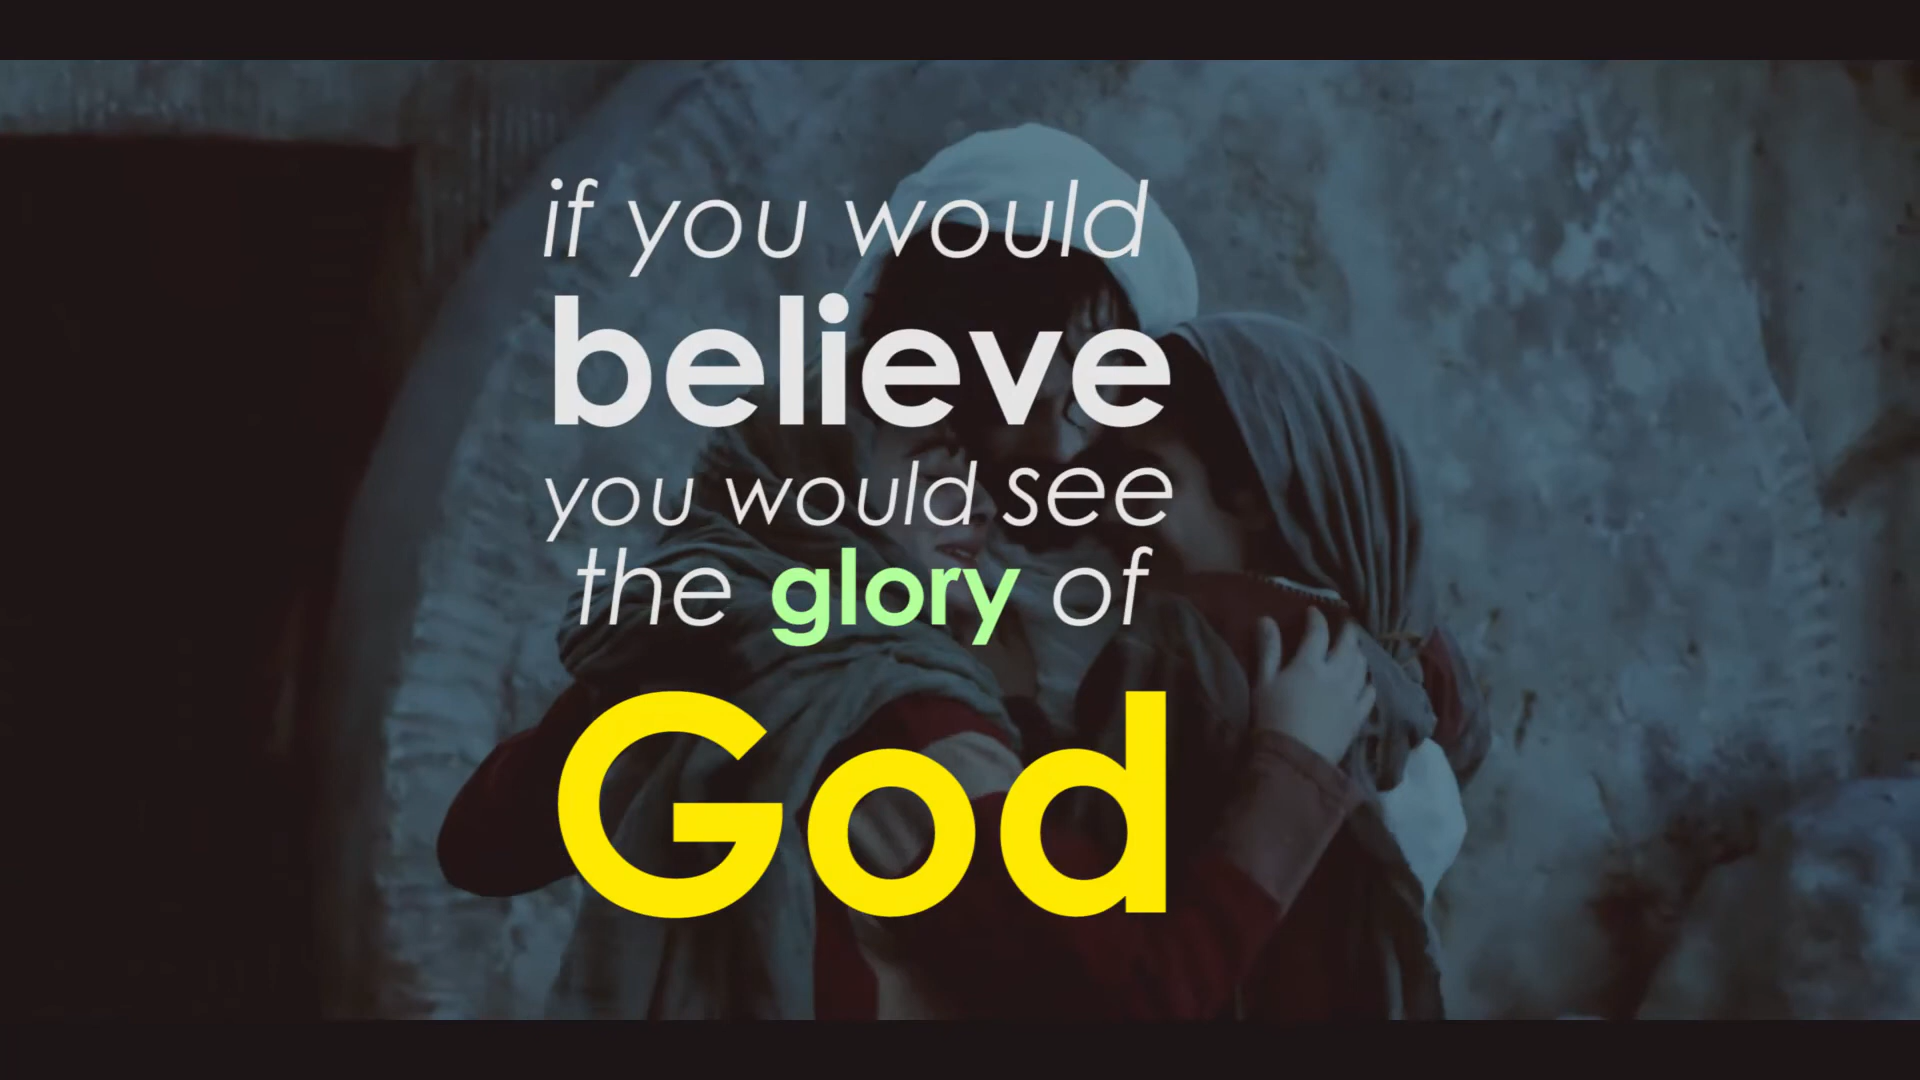 if you would
believe
you would see
the glory of
God